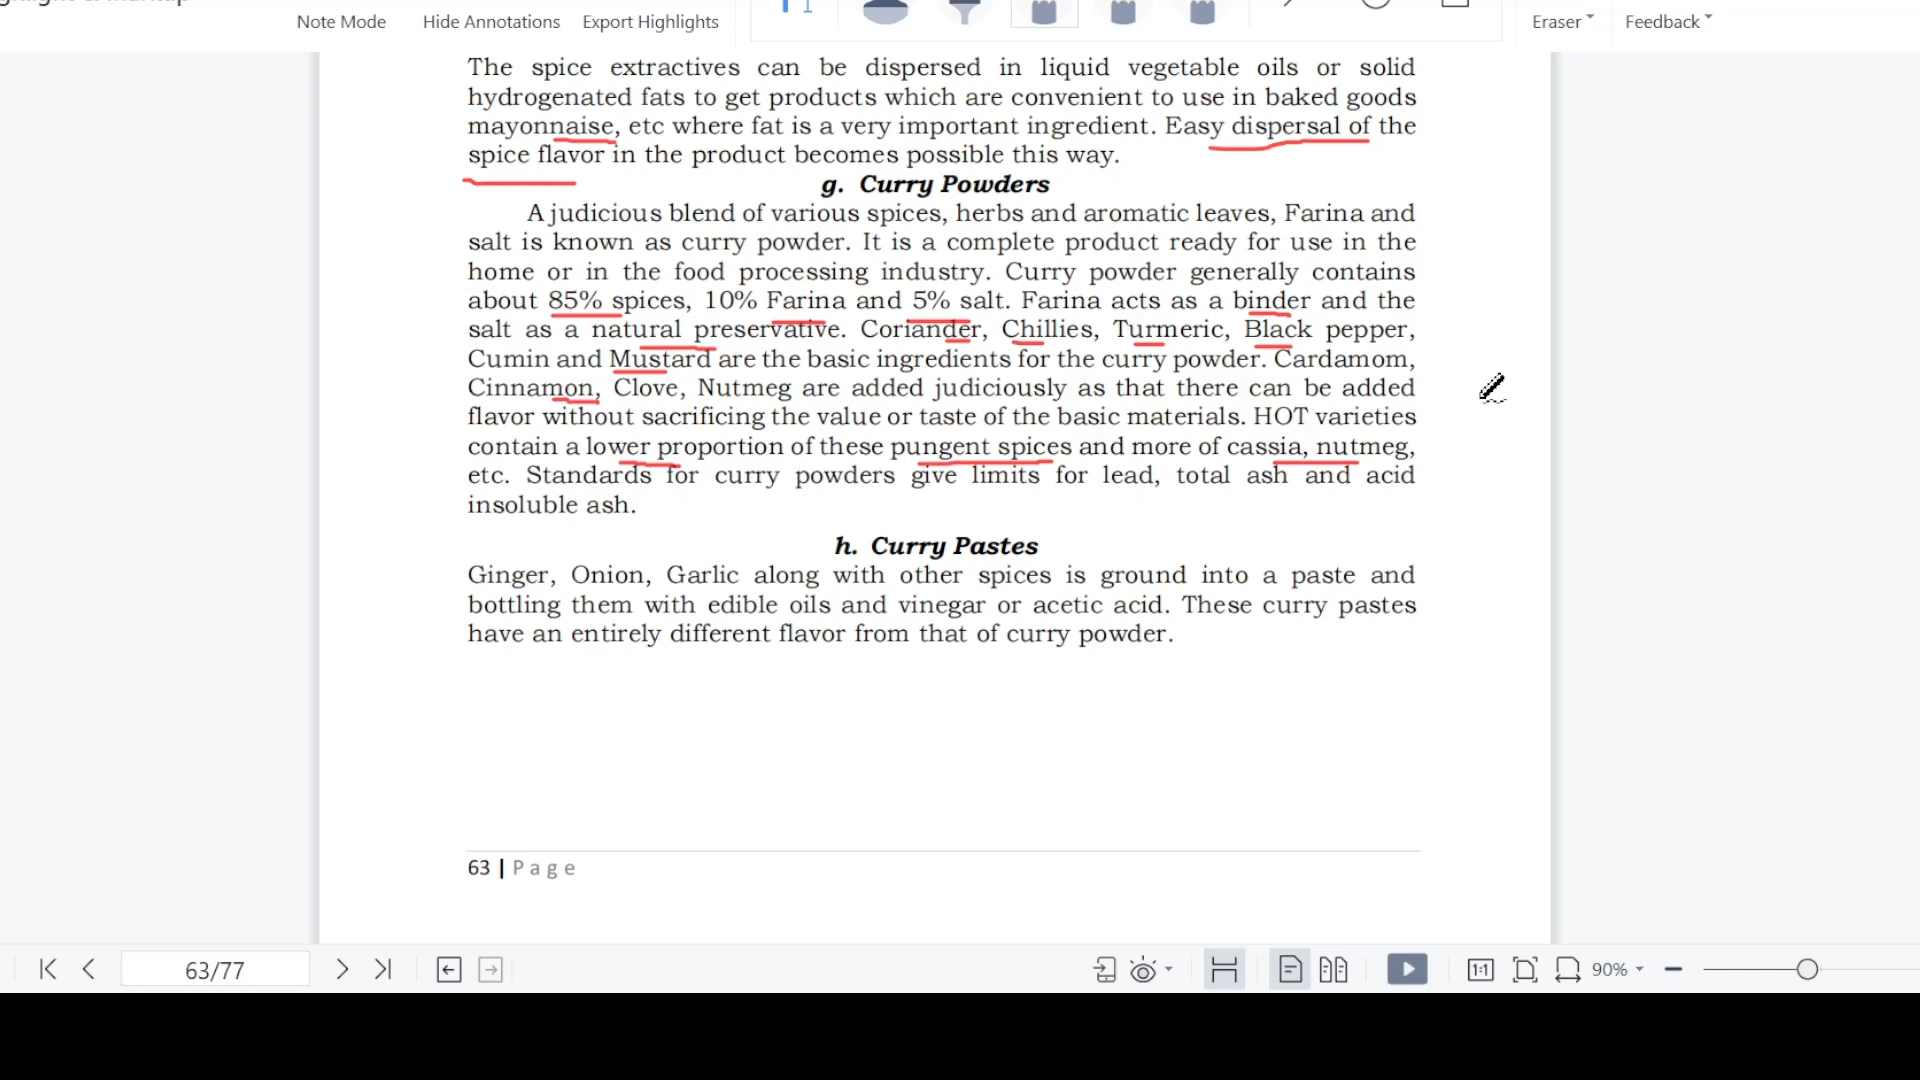 Note Mode Hide Annotations Export Highlights Eraser Feedback
The spice extractives can be dispersed in liquid vegetable oils or solid
hydrogenated fats to get products which are convenient to use in baked goods
mayonnaise, etc where fat is a very important ingredient. Easy dispersal of the
spice flavor in the product becomes possible this way.
g. Curry Powders
A judicious blend of various spices, herbs and aromatic leaves, Farina and
salt is known as curry powder. It is a complete product ready for use in the
home or in the food processing industry. Curry powder generally contains
about 85% spices, 10% Farina and 5% salt. Farina acts as a binder and the
salt as a natural preservative. Coriander, Chillies, Turmeric, Black pepper,
Cumin and Mustard are the basic ingredients for the curry powder. Cardamom,
Cinnamon, Clove, Nutmeg are added judiciously as that there can be added
flavor without sacrificing the value or taste of the basic materials. HOT varieties
contain a lower proportion of these pungent spices and more of cassia, nutmeg,
etc. Standards for curry powders give limits for lead, total ash and acid
insoluble ash.
h. Curry Pastes
Ginger, Onion, Garlic along with other spices is ground into a paste and
bottling them with edible oils and vinegar or acetic acid. These curry pastes
have an entirely different flavor from that of curry powder.
63 | Page
63/77 1:1 90%